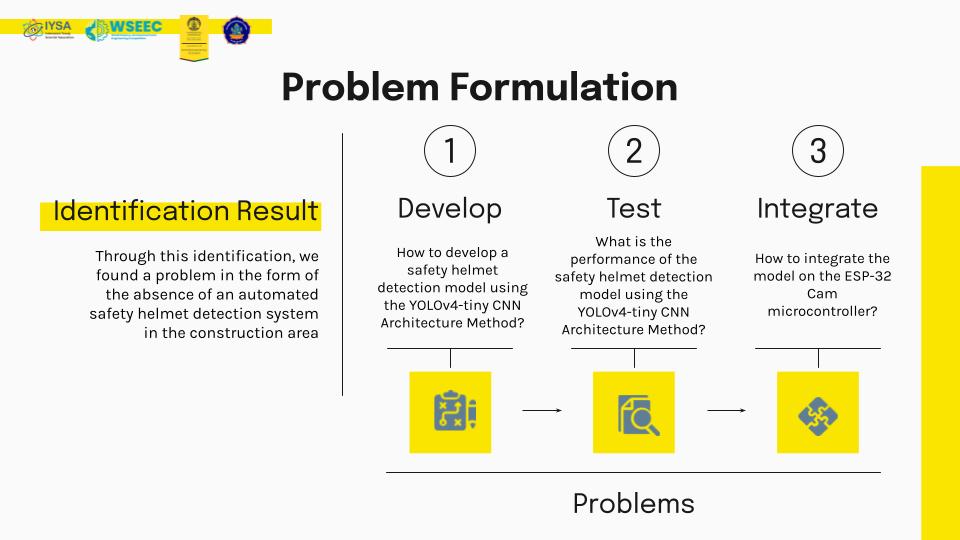 IYSA
WSEEC
Problem Formulation
Identification Result
Through this identification, we
found a problem in the form of
the absence of an automated
safety helmet detection system
in the construction area
1
Develop
How to develop a
safety helmet
detection model using
the YOLOv4-tiny CNN
Architecture Method?
2
Test
What is the
performance of the
safety helmet detection
model using the
YOLOv4-tiny CNN
Architecture Method?
3
Integrate
How to integrate the
model on the ESP-32
Cam
microcontroller?
Problems